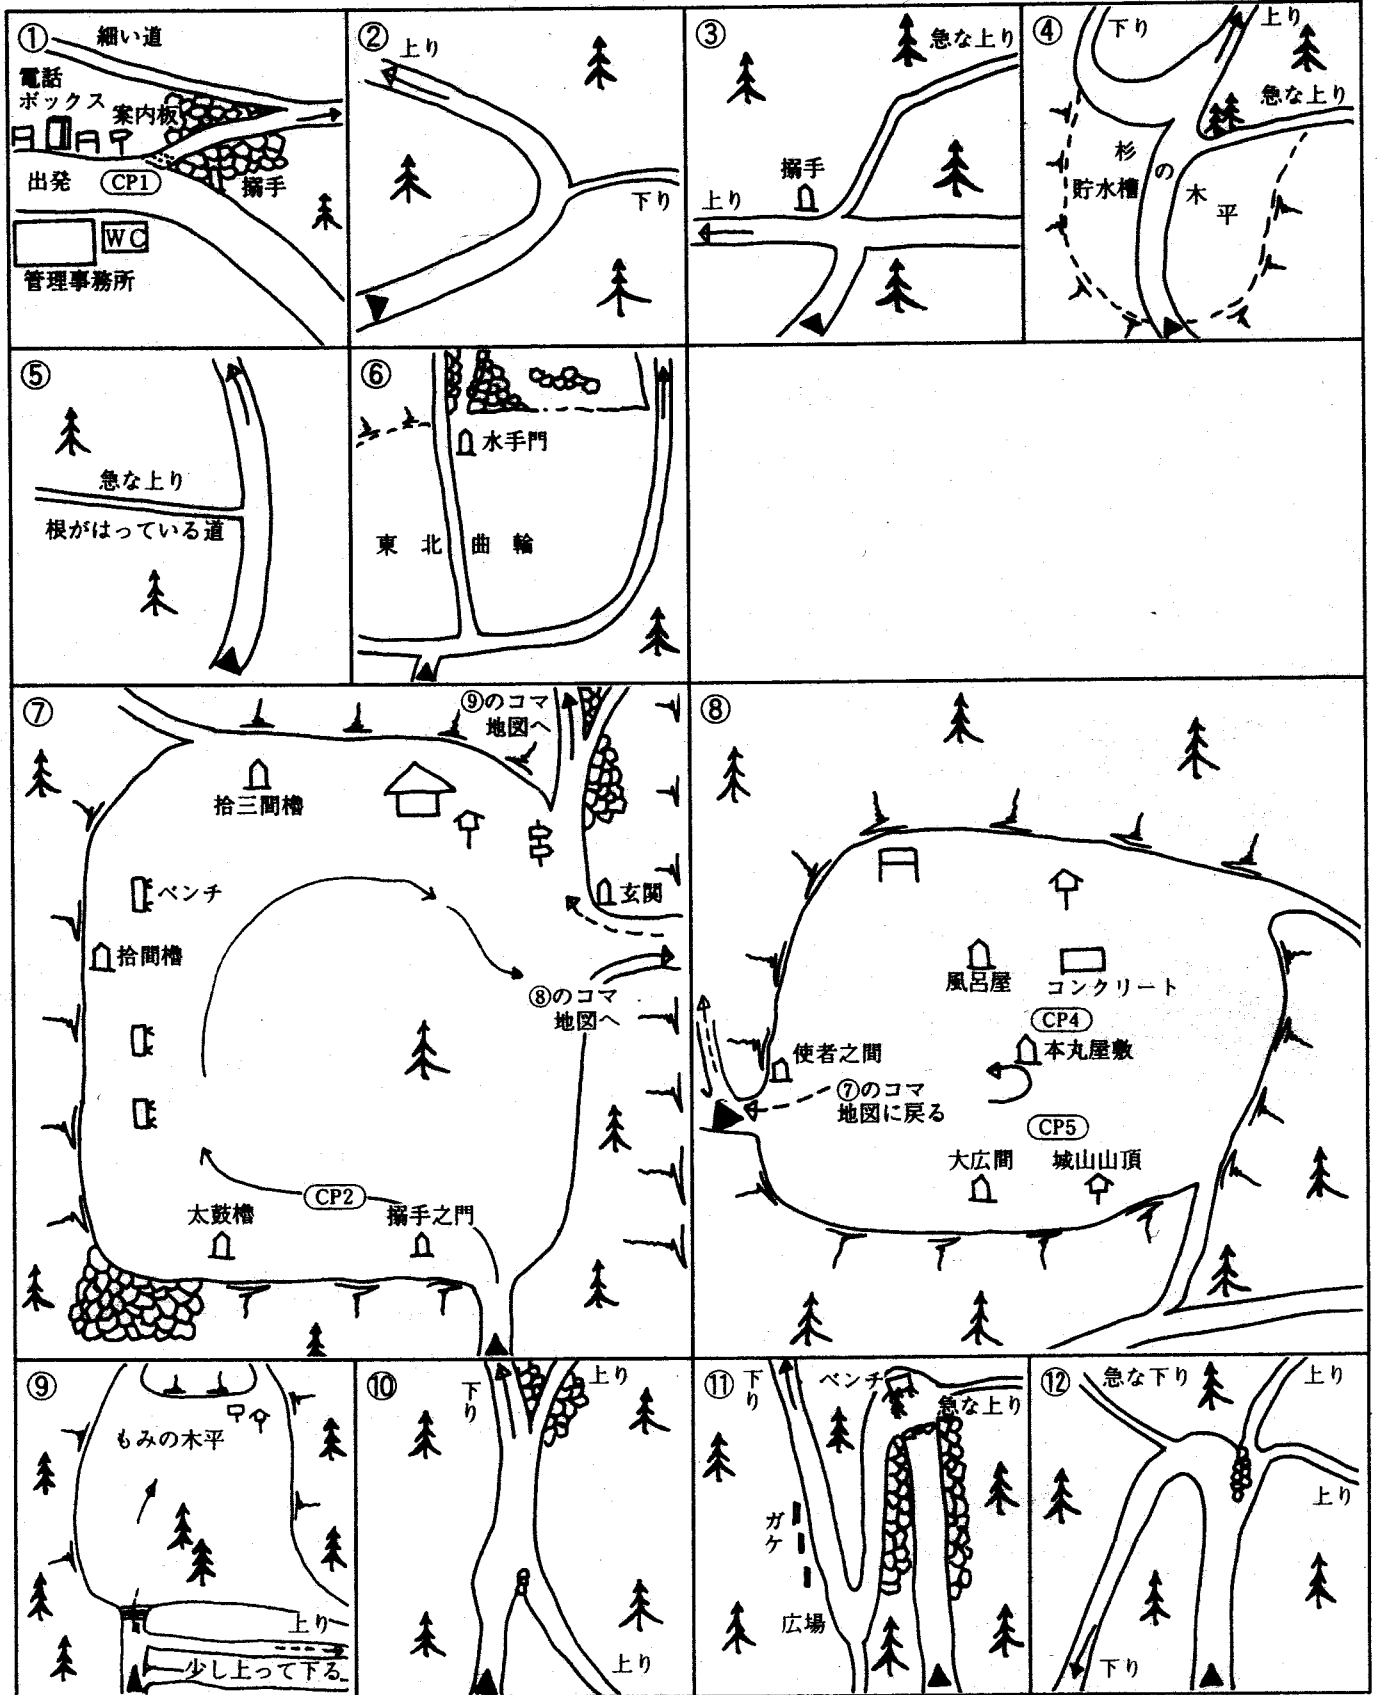 ①
細い道
電話
ボックス
案内板
出発
CP1
搦手
WC
管理事務所
②
上り
下り
③
急な上り
搦手
上り
④
下り
上り
急な上り
杉の木平
貯水槽
⑤
急な上り
根がはっている道
⑥
水手門
東北曲輪
⑦
⑨のコマ
地図へ
拾三間櫓
ベンチ
玄関
拾間櫓
⑧のコマ
地図へ
CP2
太鼓櫓
搦手之門
⑧
風呂屋
コンクリート
CP4
本丸屋敷
使者之間
⑦のコマ
地図に戻る
CP5
大広間
城山山頂
⑨
もみの木平
上り
少し上って下る
⑩
下り
上り
上り
⑪
下り
ベンチ
急な上り
ガケ
広場
⑫
急な下り
上り
上り
下り